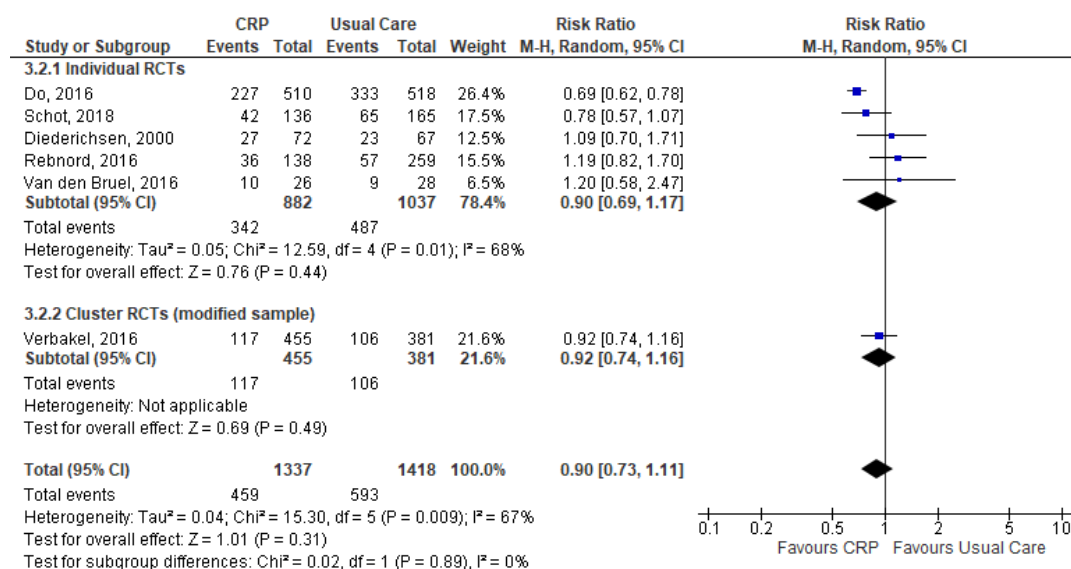 CRP Usual Care Risk Ratio Risk Ratio
Study or Subgroup Events Total Events Total Weight M-H, Random, 95% CI M-H, Random, 95% CI
3.2.1 Individual RCTs
Do, 2016 227 510 333 518 26.4% 0.69 [0.62, 0.78]
Schot, 2018 42 136 65 165 17.5% 0.78 [0.57, 1.07]
Diederichsen, 2000 27 72 23 67 12.5% 1.09 [0.70, 1.71]
Rebnord, 2016 36 138 57 259 15.5% 1.19 [0.82, 1.70]
Van den Bruel, 2016 10 26 9 28 6.5% 1.20 [0.58, 2.47]
Subtotal (95% CI) 882 1037 78.4% 0.90 [0.69, 1.17]
Total events 342 487
Heterogeneity: Tau² = 0.05; Chi² = 12.59, df = 4 (P = 0.01); I² = 68%
Test for overall effect: Z = 0.76 (P = 0.44)
3.2.2 Cluster RCTs (modified sample)
Verbakel, 2016 117 455 106 381 21.6% 0.92 [0.74, 1.16]
Subtotal (95% CI) 455 381 21.6% 0.92 [0.74, 1.16]
Total events 117 106
Heterogeneity: Not applicable
Test for overall effect: Z = 0.69 (P = 0.49)
Total (95% CI) 1337 1418 100.0% 0.90 [0.73, 1.11]
Total events 459 593
Heterogeneity: Tau² = 0.04; Chi² = 15.30, df = 5 (P = 0.009); I² = 67%
Test for overall effect: Z = 1.01 (P = 0.31)
Test for subgroup differences: Chi² = 0.02, df = 1 (P = 0.89), I² = 0%
0.1 0.2 0.5 1 2 5 10
Favours CRP Favours Usual Care